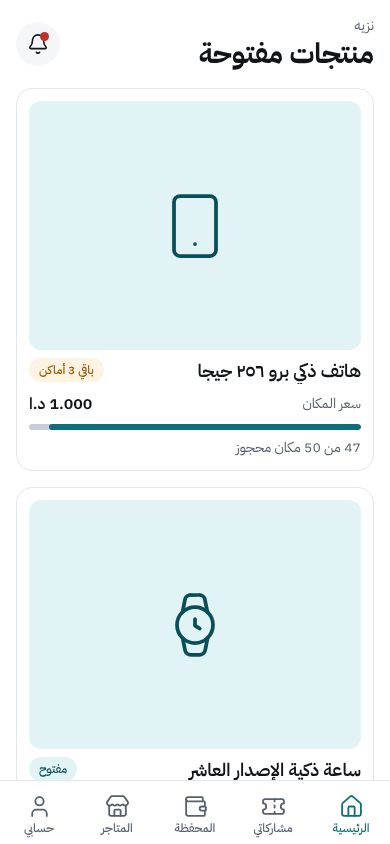 نزيه
منتجات مفتوحة
هاتف ذكي برو ٢٥٦ جيجا
باقي 3 أماكن
سعر المكان
1.000 د.ا
47 من 50 مكان محجوز
ساعة ذكية الإصدار العاشر
مفتوح
الرئيسية
مشاركاتي
المحفظة
المتاجر
حسابي